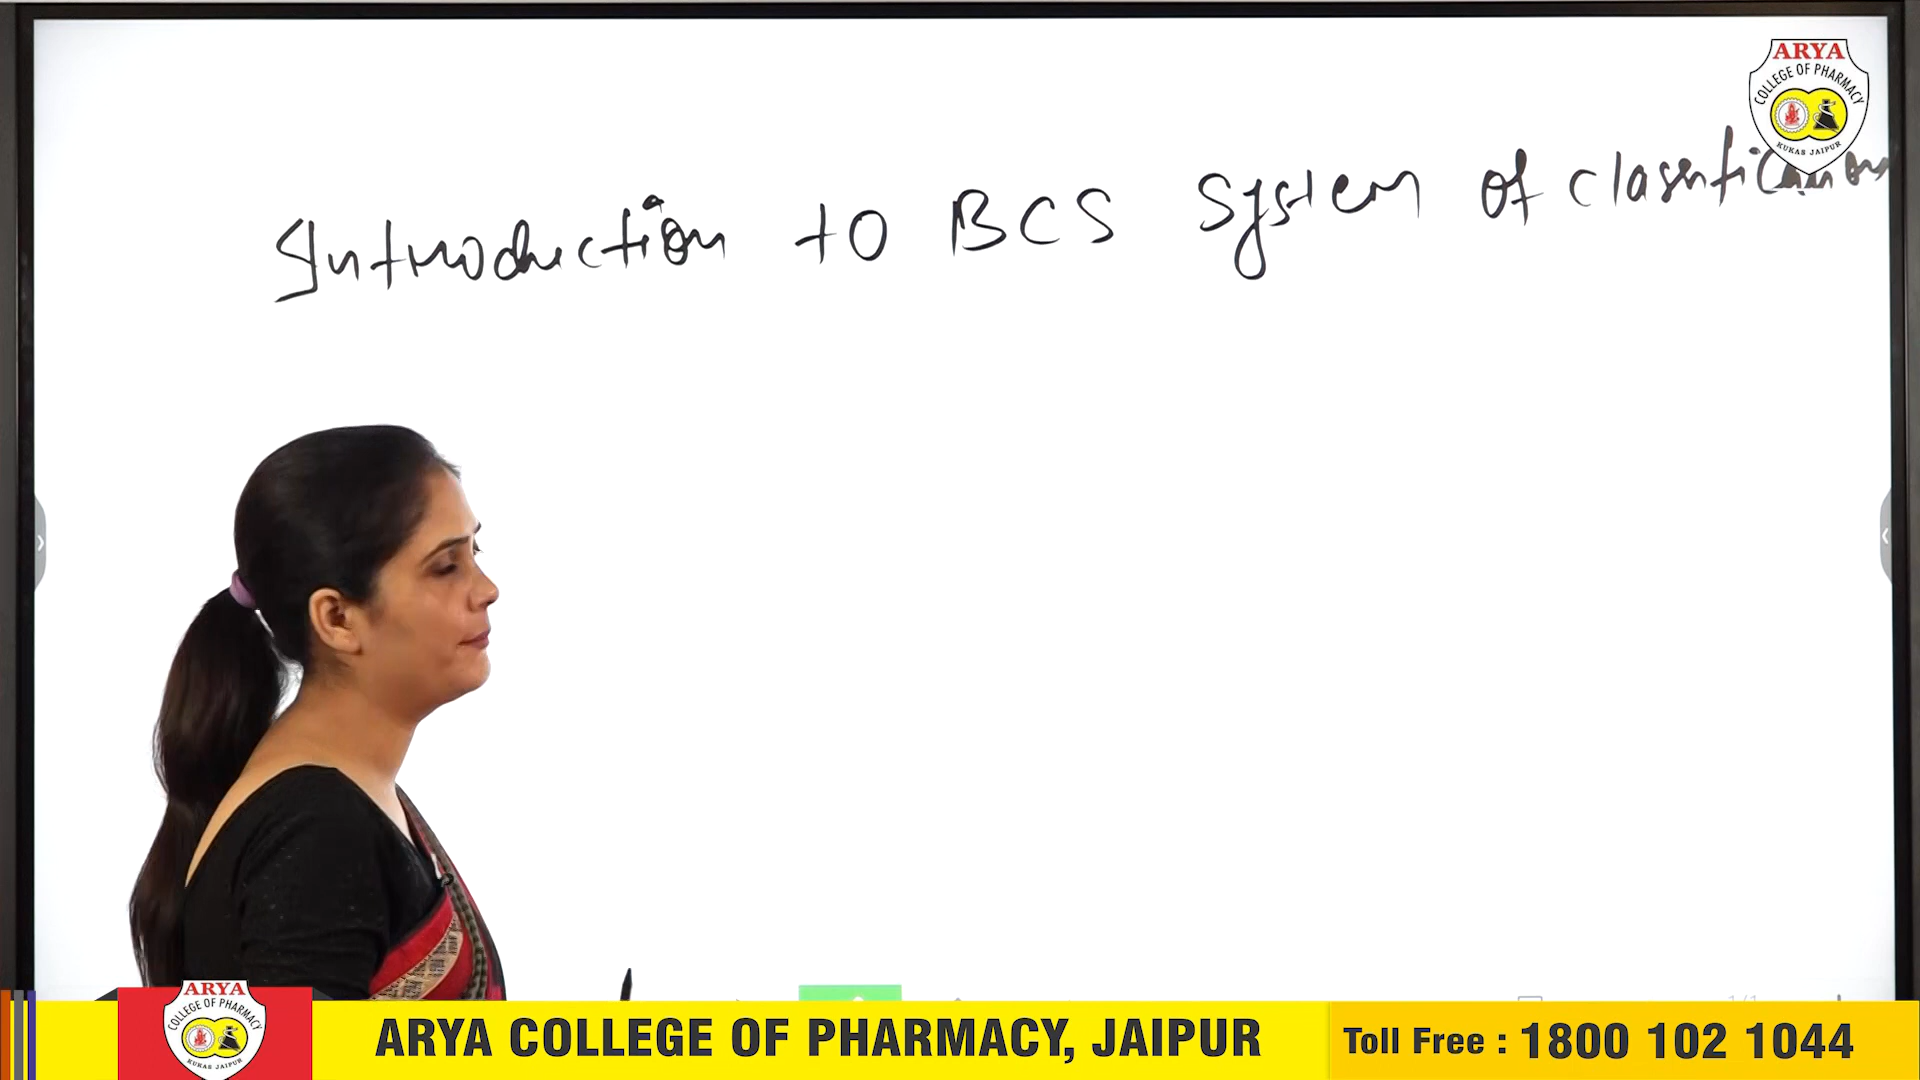 ARYA
COLLEGE OF PHARMACY
KUKAS JAIPUR
Introduction to BCS System of classification
ARYA
COLLEGE OF PHARMACY
KUKAS JAIPUR
ARYA COLLEGE OF PHARMACY, JAIPUR
Toll Free : 1800 102 1044